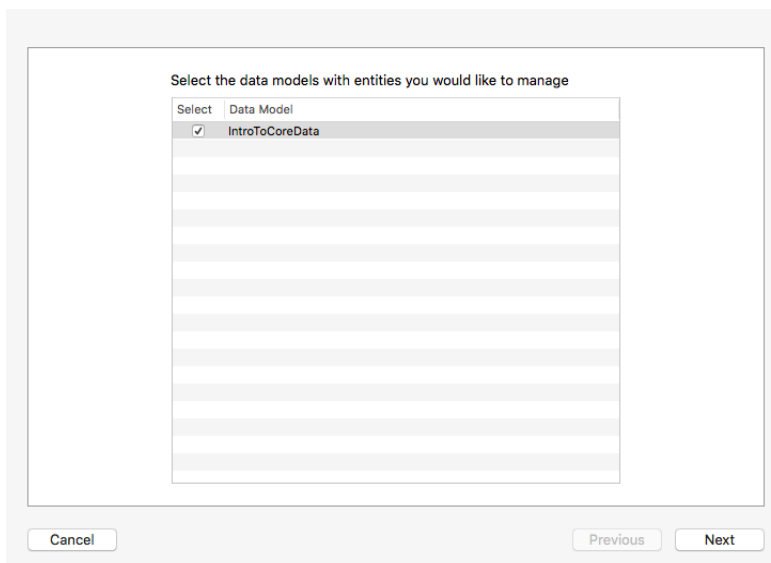 Select the data models with entities you would like to manage
Select Data Model
IntroToCoreData
Cancel Previous Next